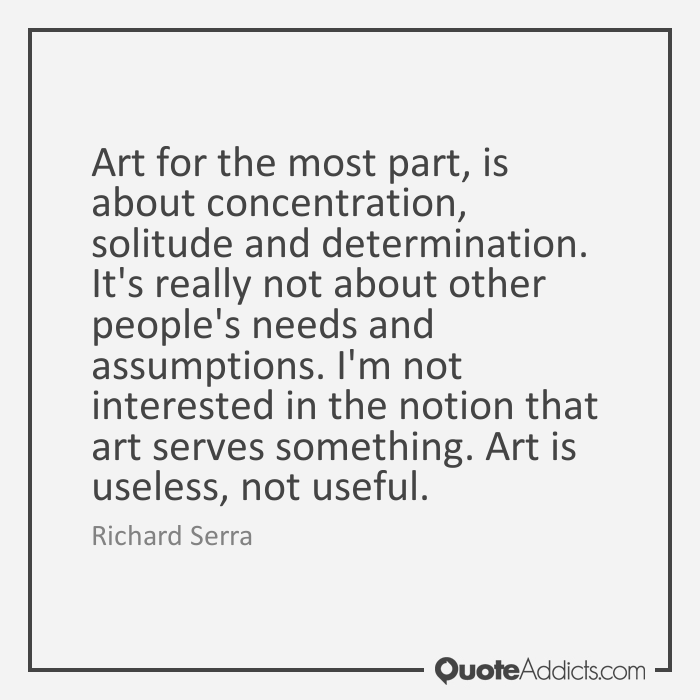 Art for the most part, is
about concentration,
solitude and determination.
It's really not about other
people's needs and
assumptions. I'm not
interested in the notion that
art serves something. Art is
useless, not useful.
Richard Serra
QuoteAddicts.com